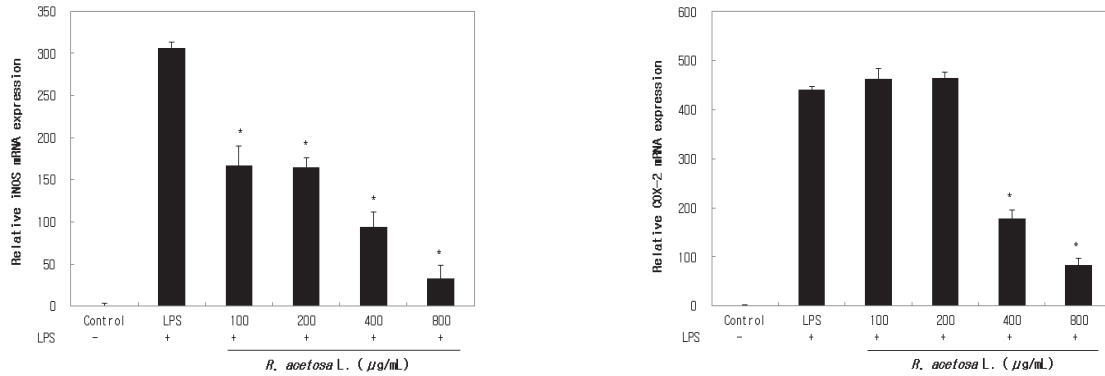 Relative iNOS mRNA expression
350
300
250
200
150
100
50
0
*
*
*
*
Control LPS 100 200 400 800
LPS - + + + + +
R. acetosa L. (μg/mL)
Relative COX-2 mRNA expression
600
500
400
300
200
100
0
*
*
Control LPS 100 200 400 800
LPS - + + + + +
R. acetosa L. (μg/mL)